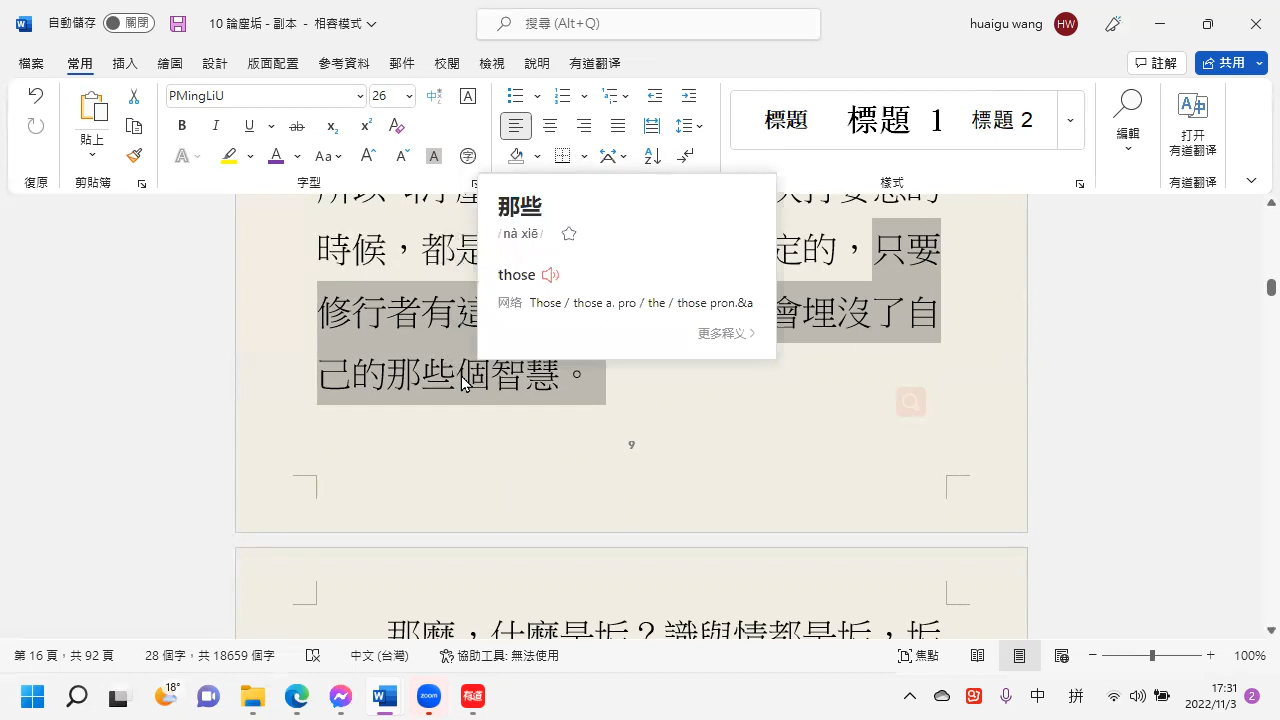 自動儲存 關閉 10 論塵垢 - 副本 - 相容模式 搜尋 (Alt+Q) huaigu wang HW
檔案 常用 插入 繪圖 設計 版面配置 參考資料 郵件 校閱 檢視 說明 有道翻译 註解 共用
PMingLiU 26 標題 標題 1 標題 2
貼上 編輯 打开
有道翻译
復原 剪貼簿 字型 樣式 有道翻译
那些
/ nà xiē /
時候，都是 定的，只要
those
网络 Those / those a. pro / the / those pron.&a
修行者有這 會埋沒了自
更多释义
己的那些個智慧。
9
那麼，什麼是垢？識與情都是垢，垢
第 16 頁，共 92 頁 28 個字，共 18659 個字 中文 (台灣) 協助工具: 無法使用 焦點 100%
18° zoom 有道 中 拼 17:31
2022/11/3 2